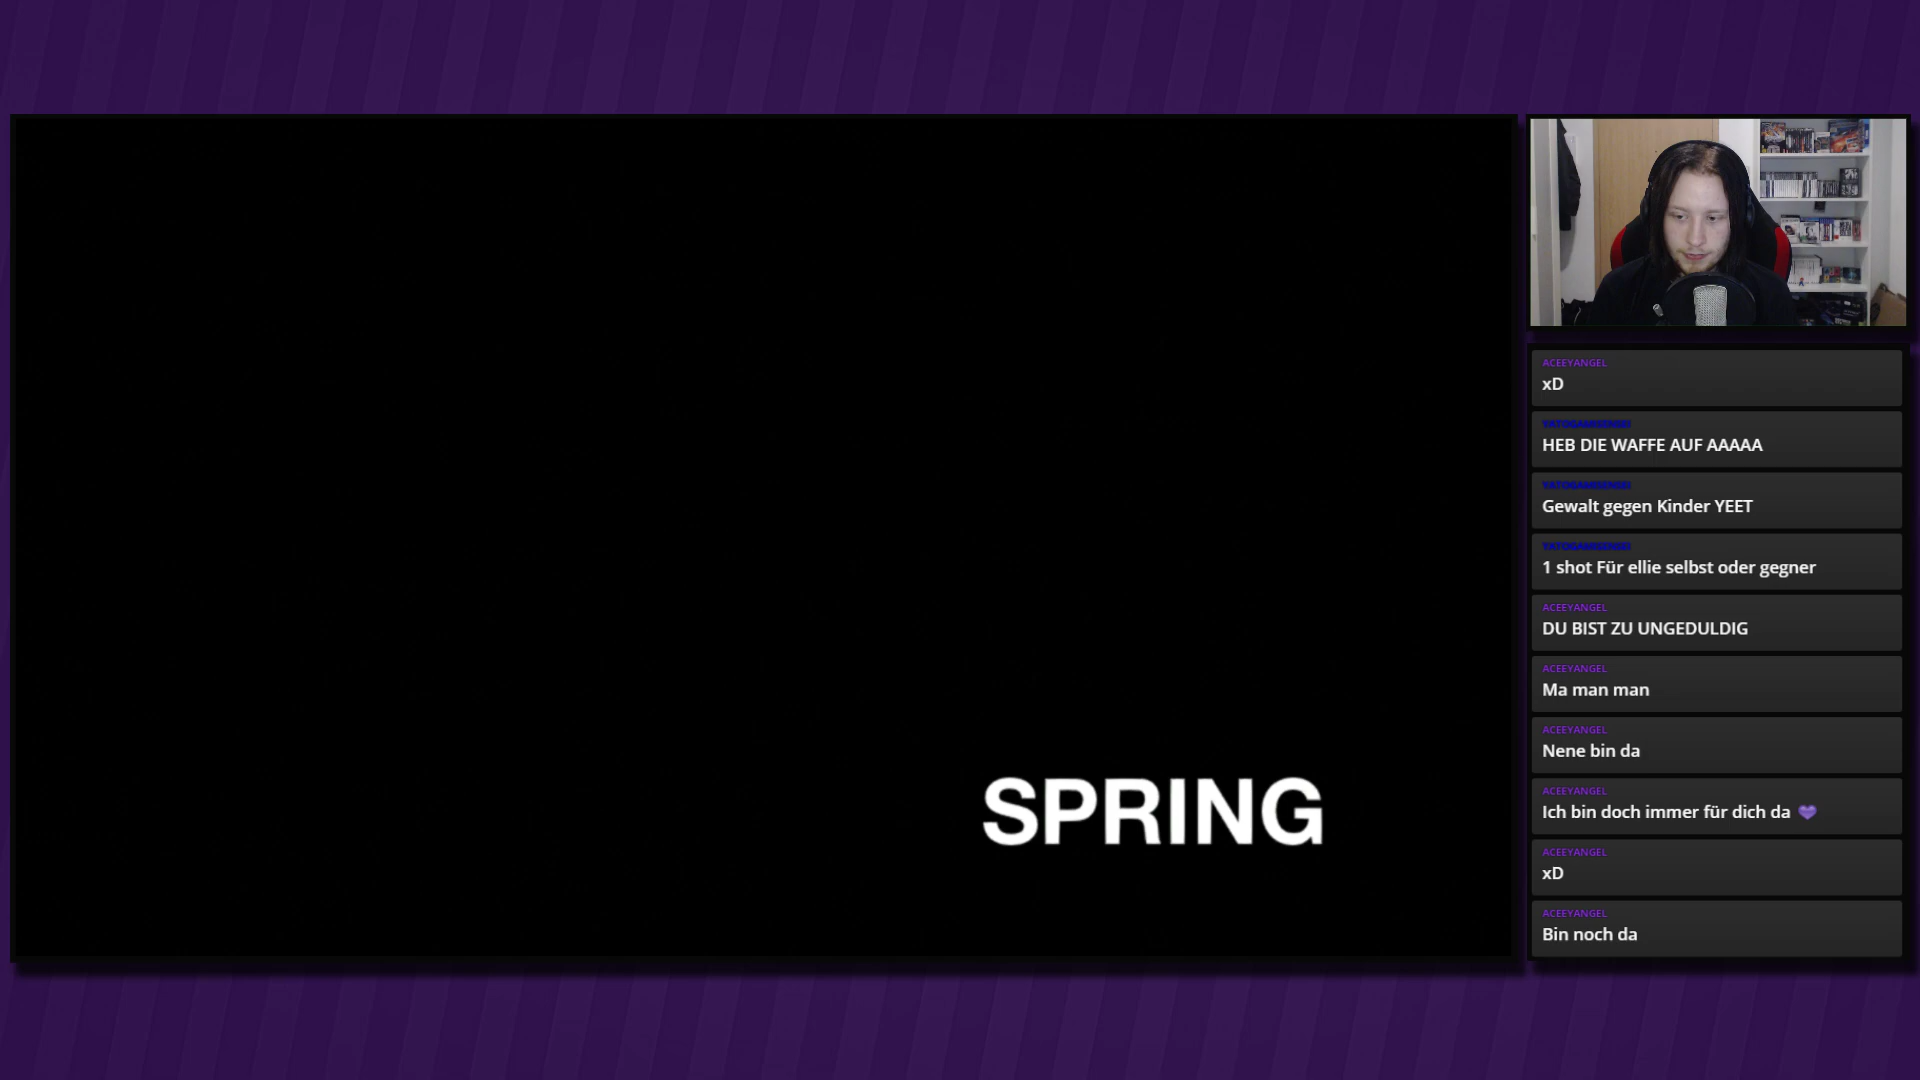 SPRING
ACEEYANGEL
xD
HEB DIE WAFFE AUF AAAAA
Gewalt gegen Kinder YEET
1 shot Für ellie selbst oder gegner
ACEEYANGEL
DU BIST ZU UNGEDULDIG
ACEEYANGEL
Ma man man
ACEEYANGEL
Nene bin da
ACEEYANGEL
Ich bin doch immer für dich da 💜
ACEEYANGEL
xD
ACEEYANGEL
Bin noch da